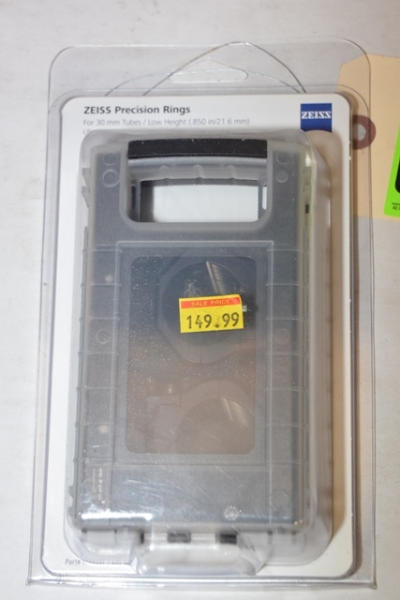 ZEISS Precision Rings
For 30 mm Tubes / Low Height (.850 in/21.6 mm)
ZEISS
SALE PRICE
149.99
Part#